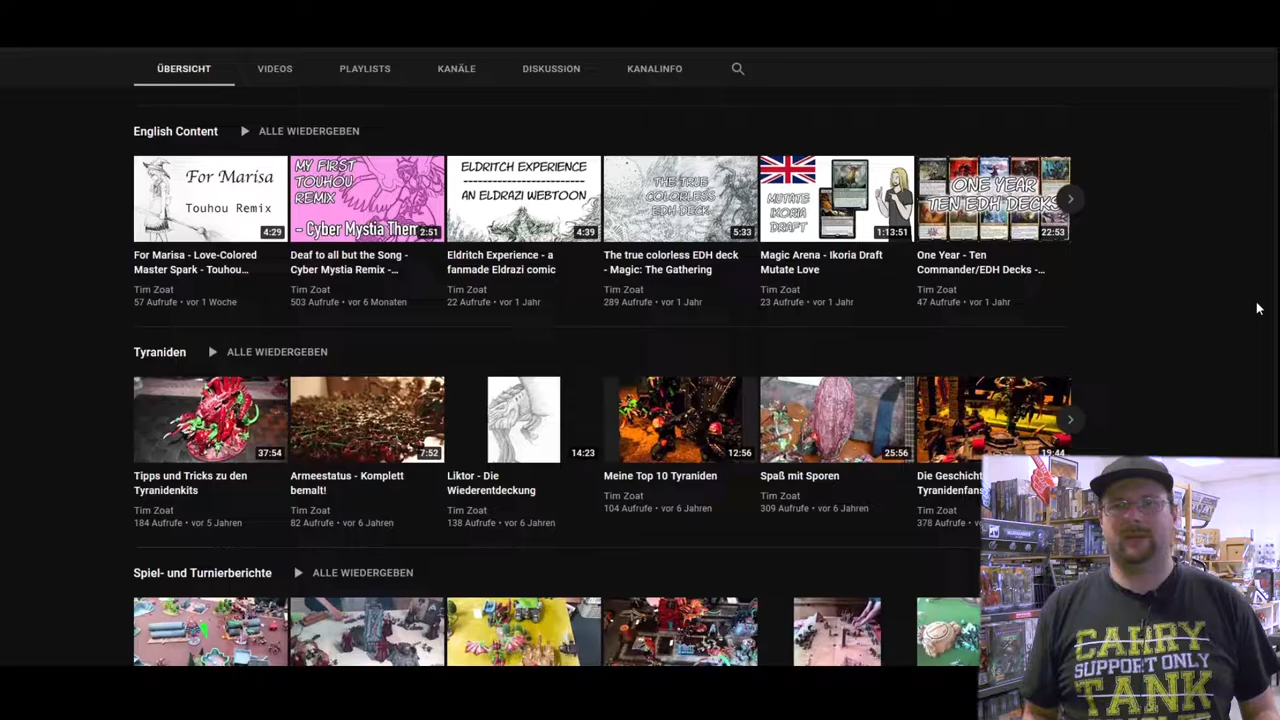 ÜBERSICHT VIDEOS PLAYLISTS KANÄLE DISKUSSION KANALINFO
English Content ALLE WIEDERGEBEN
For Marisa
Touhou Remix
4:29
MY FIRST
TOUHOU
REMIX
- Cyber Mystia Them
2:51
ELDRITCH EXPERIENCE
AN ELDRAZI WEBTOON
4:39
THE TRUE
COLORLESS
EDH DECK
5:33
MUTATE
IKORIA
DRAFT
1:13:51
ONE YEAR
TEN EDH DECKS
22:53
For Marisa - Love-Colored
Master Spark - Touhou...
Tim Zoat
57 Aufrufe • vor 1 Woche
Deaf to all but the Song -
Cyber Mystia Remix -...
Tim Zoat
503 Aufrufe • vor 6 Monaten
Eldritch Experience - a
fanmade Eldrazi comic
Tim Zoat
22 Aufrufe • vor 1 Jahr
The true colorless EDH deck
- Magic: The Gathering
Tim Zoat
289 Aufrufe • vor 1 Jahr
Magic Arena - Ikoria Draft
Mutate Love
Tim Zoat
23 Aufrufe • vor 1 Jahr
One Year - Ten
Commander/EDH Decks -...
Tim Zoat
47 Aufrufe • vor 1 Jahr
Tyraniden ALLE WIEDERGEBEN
37:54
7:52
14:23
12:56
25:56
19:44
Tipps und Tricks zu den
Tyranidenkits
Tim Zoat
184 Aufrufe • vor 5 Jahren
Armeestatus - Komplett
bemalt!
Tim Zoat
82 Aufrufe • vor 6 Jahren
Liktor - Die
Wiederentdeckung
Tim Zoat
138 Aufrufe • vor 6 Jahren
Meine Top 10 Tyraniden
Tim Zoat
104 Aufrufe • vor 6 Jahren
Spaß mit Sporen
Tim Zoat
309 Aufrufe • vor 6 Jahren
Die Geschicht
Tyranidenfans
Tim Zoat
378 Aufrufe • vor
Spiel- und Turnierberichte ALLE WIEDERGEBEN
CARRY
SUPPORT ONLY
TANK